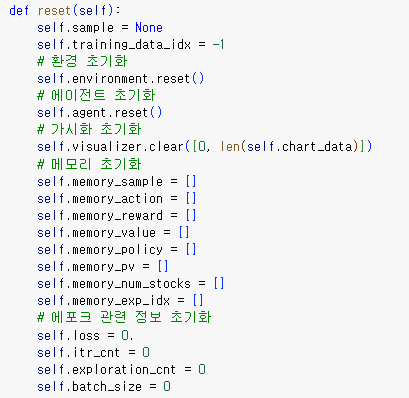 def reset(self):
    self.sample = None
    self.training_data_idx = -1
    # 환경 초기화
    self.environment.reset()
    # 에이전트 초기화
    self.agent.reset()
    # 가시화 초기화
    self.visualizer.clear([0, len(self.chart_data)])
    # 메모리 초기화
    self.memory_sample = []
    self.memory_action = []
    self.memory_reward = []
    self.memory_value = []
    self.memory_policy = []
    self.memory_pv = []
    self.memory_num_stocks = []
    self.memory_exp_idx = []
    # 에포크 관련 정보 초기화
    self.loss = 0.
    self.itr_cnt = 0
    self.exploration_cnt = 0
    self.batch_size = 0